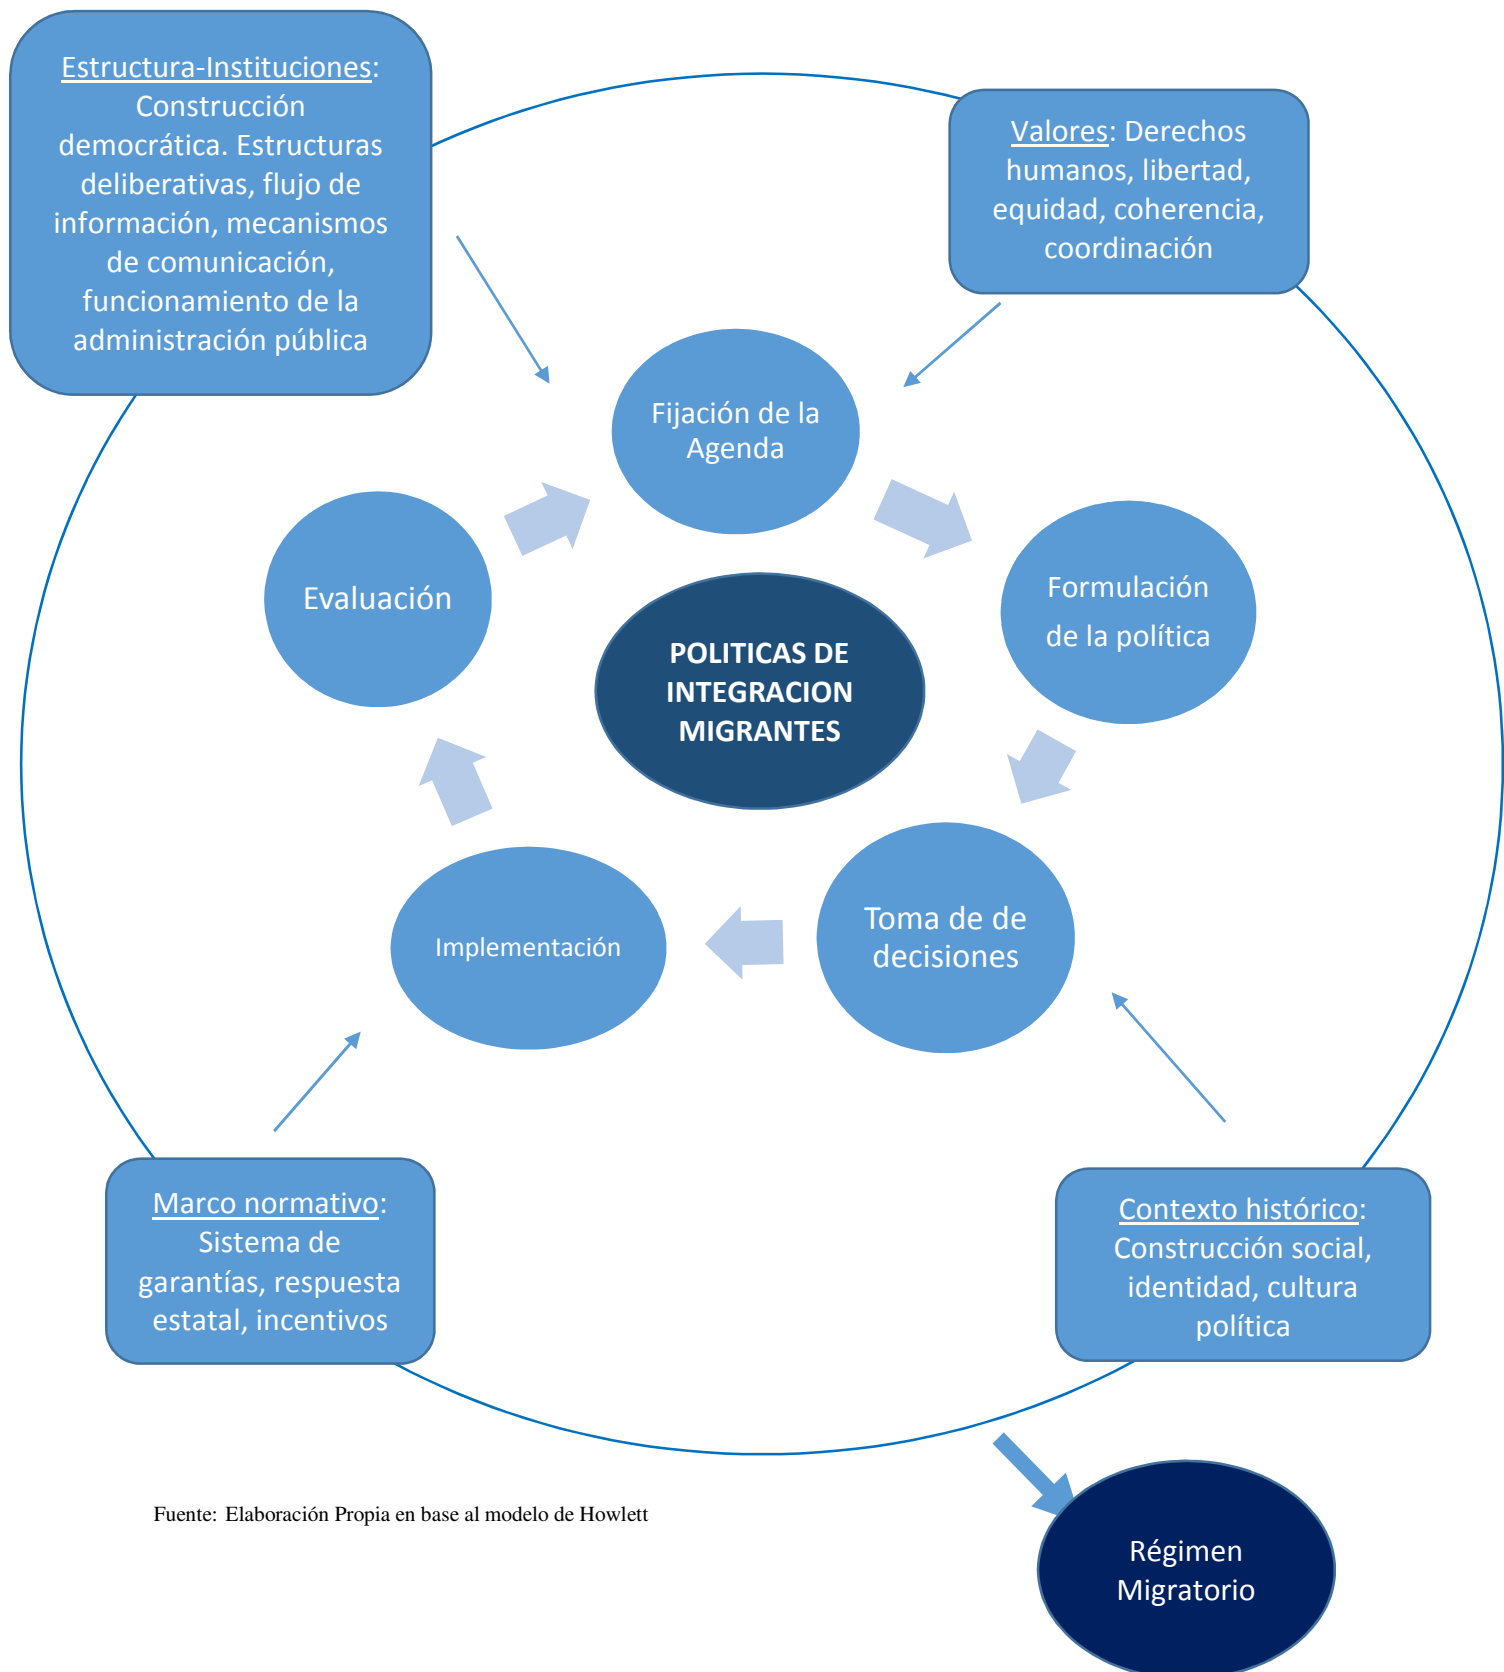 Estructura-Instituciones:
Construcción
democrática. Estructuras
deliberativas, flujo de
información, mecanismos
de comunicación,
funcionamiento de la
administración pública
Valores: Derechos
humanos, libertad,
equidad, coherencia,
coordinación
Fijación de la
Agenda
Formulación
de la política
Evaluación
POLITICAS DE
INTEGRACION
MIGRANTES
Toma de de
decisiones
Implementación
Marco normativo:
Sistema de
garantías, respuesta
estatal, incentivos
Contexto histórico:
Construcción social,
identidad, cultura
política
Fuente: Elaboración Propia en base al modelo de Howlett
Régimen
Migratorio